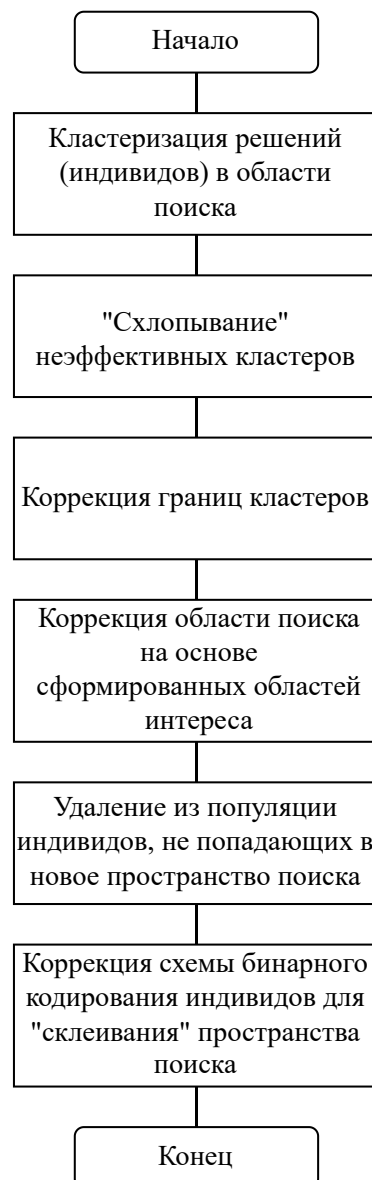 Начало
Кластеризация решений
(индивидов) в области
поиска
"Схлопывание"
неэффективных кластеров
Коррекция границ кластеров
Коррекция области поиска
на основе
сформированных областей
интереса
Удаление из популяции
индивидов, не попадающих в
новое пространство поиска
Коррекция схемы бинарного
кодирования индивидов для
"склеивания" пространства
поиска
Конец